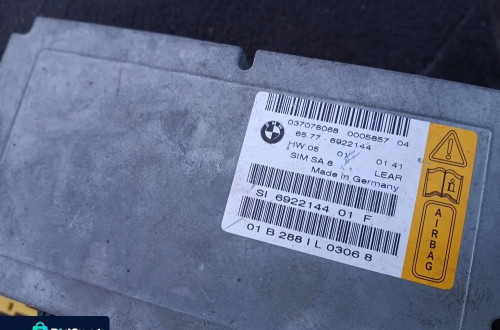 037078068 0005857 04
65.77 - 6922144
HW:05 01 01 41
SIM SA 8 LEAR
Made in Germany
SI 6922144 01 F
01 B 288 I L 0306 8
AIRBAG